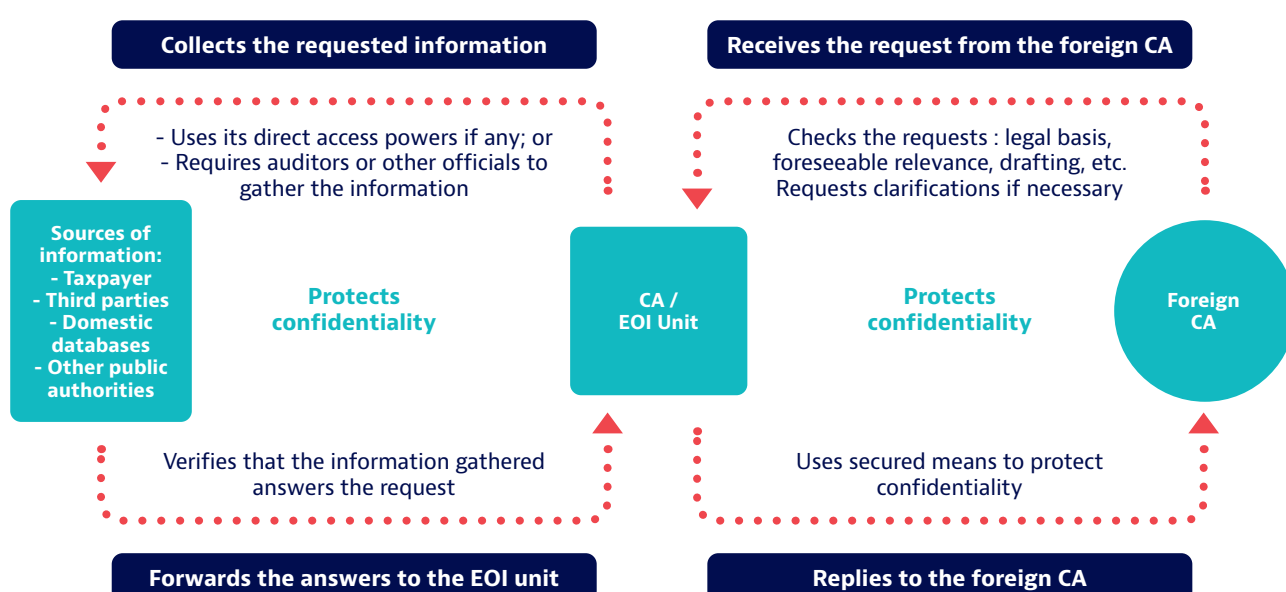 Collects the requested information
Receives the request from the foreign CA
- Uses its direct access powers if any; or
- Requires auditors or other officials to
gather the information
Checks the requests : legal basis,
foreseeable relevance, drafting, etc.
Requests clarifications if necessary
Sources of
information:
- Taxpayer
- Third parties
- Domestic
databases
- Other public
authorities
Protects
confidentiality
CA /
EOI Unit
Protects
confidentiality
Foreign
CA
Verifies that the information gathered
answers the request
Uses secured means to protect
confidentiality
Forwards the answers to the EOI unit
Replies to the foreign CA